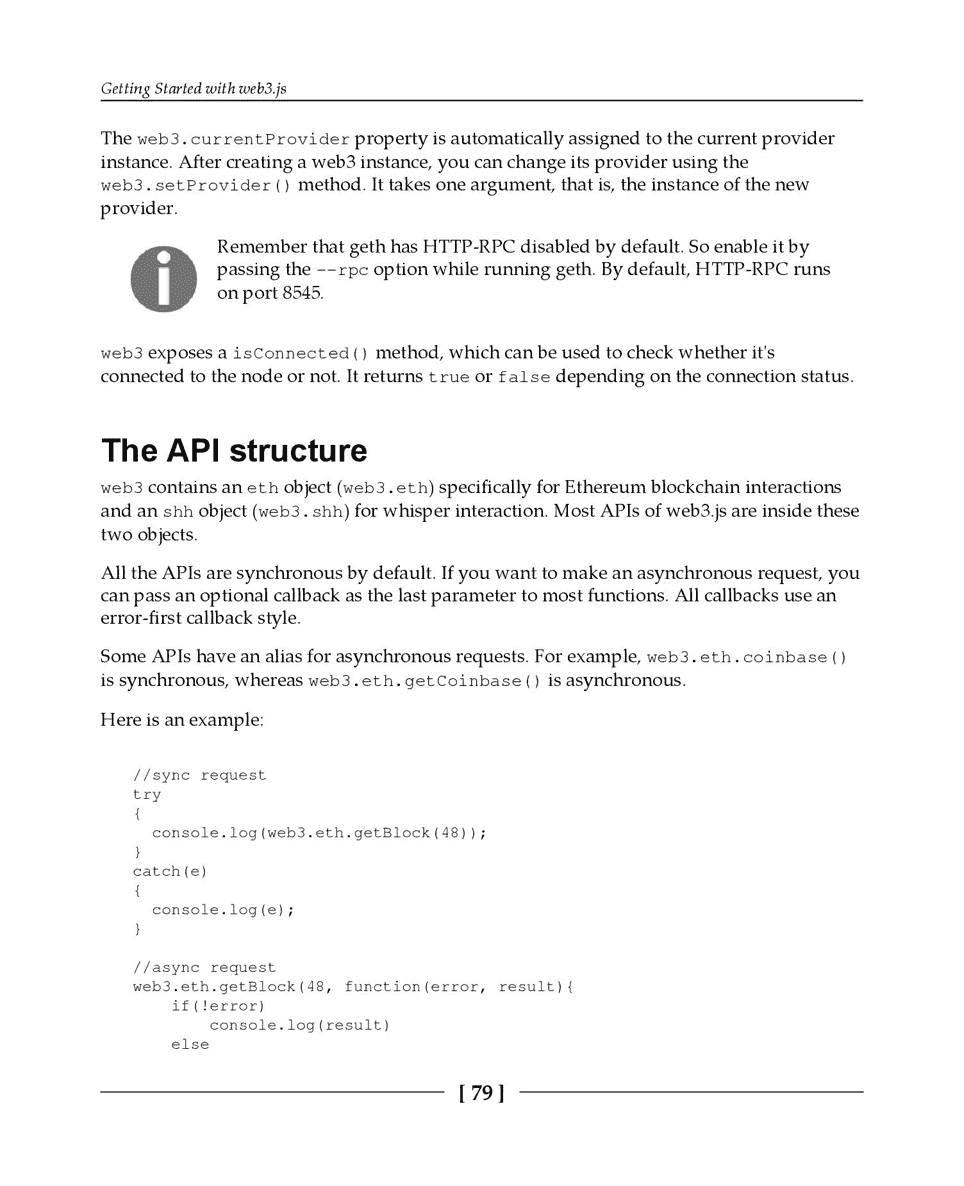 Getting Started with web3.js
The web3.currentProvider property is automatically assigned to the current provider
instance. After creating a web3 instance, you can change its provider using the
web3.setProvider() method. It takes one argument, that is, the instance of the new
provider.
Remember that geth has HTTP-RPC disabled by default. So enable it by
passing the --rpc option while running geth. By default, HTTP-RPC runs
on port 8545.
web3 exposes a isConnected() method, which can be used to check whether it's
connected to the node or not. It returns true or false depending on the connection status.
The API structure
web3 contains an eth object (web3.eth) specifically for Ethereum blockchain interactions
and an shh object (web3.shh) for whisper interaction. Most APIs of web3.js are inside these
two objects.
All the APIs are synchronous by default. If you want to make an asynchronous request, you
can pass an optional callback as the last parameter to most functions. All callbacks use an
error-first callback style.
Some APIs have an alias for asynchronous requests. For example, web3.eth.coinbase()
is synchronous, whereas web3.eth.getCoinbase() is asynchronous.
Here is an example:
//sync request
try
{
  console.log(web3.eth.getBlock(48));
}
catch(e)
{
  console.log(e);
}
//async request
web3.eth.getBlock(48, function(error, result){
    if(!error)
        console.log(result)
    else
[ 79 ]